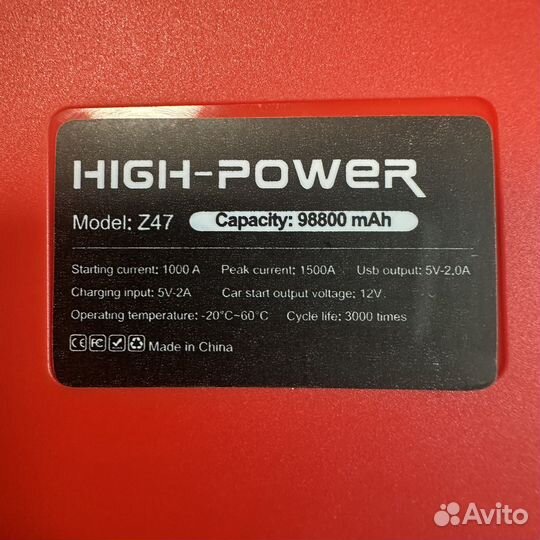 HIGH-POWER
Model: Z47 Capacity: 98800 mAh
Starting current: 1000 A Peak current: 1500A Usb output: 5V-2.0A
Charging input: 5V-2A Car start output voltage: 12V
Operating temperature: -20°C~60°C Cycle life: 3000 times
CE FC Made in China
Avito